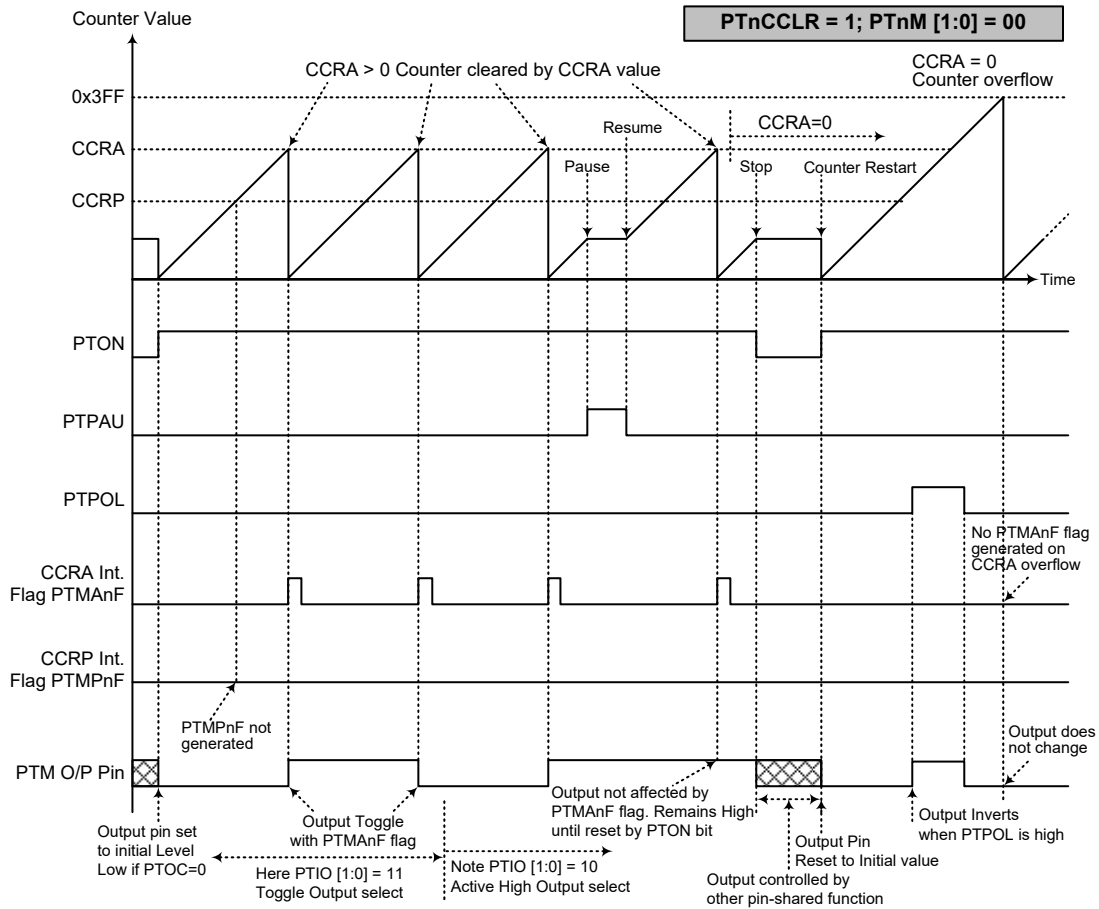 Counter Value
PTnCCLR = 1; PTnM [1:0] = 00
CCRA > 0 Counter cleared by CCRA value
CCRA = 0
Counter overflow
0x3FF
Resume
CCRA=0
CCRA
Pause
Stop
Counter Restart
CCRP
Time
PTON
PTPAU
PTPOL
No PTMAnF flag
generated on
CCRA overflow
CCRA Int.
Flag PTMAnF
CCRP Int.
Flag PTMPnF
PTMPnF not
generated
Output does
not change
PTM O/P Pin
Output pin set
to initial Level
Low if PTOC=0
Output Toggle
with PTMAnF flag
Here PTIO [1:0] = 11
Toggle Output select
Output not affected by
PTMAnF flag. Remains High
until reset by PTON bit
Note PTIO [1:0] = 10
Active High Output select
Output Pin
Reset to Initial value
Output controlled by
other pin-shared function
Output Inverts
when PTPOL is high